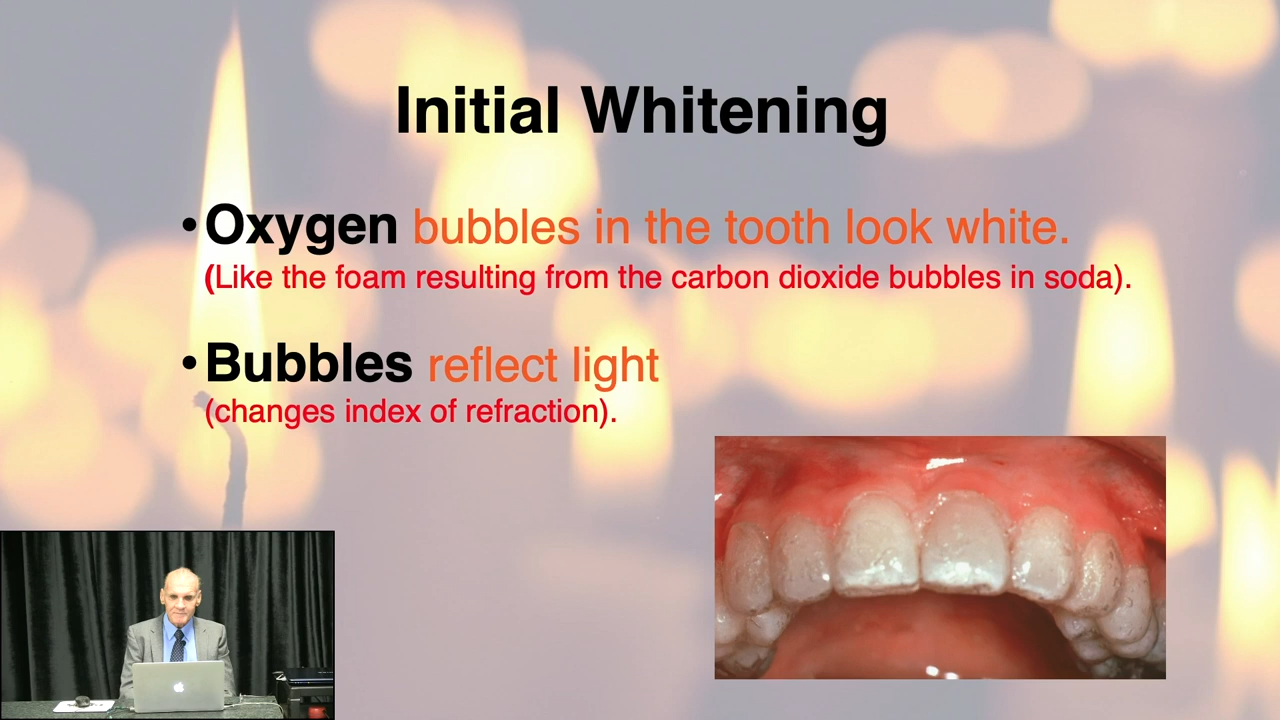 Initial Whitening
•Oxygen bubbles in the tooth look white.
(Like the foam resulting from the carbon dioxide bubbles in soda).
•Bubbles reflect light
(changes index of refraction).